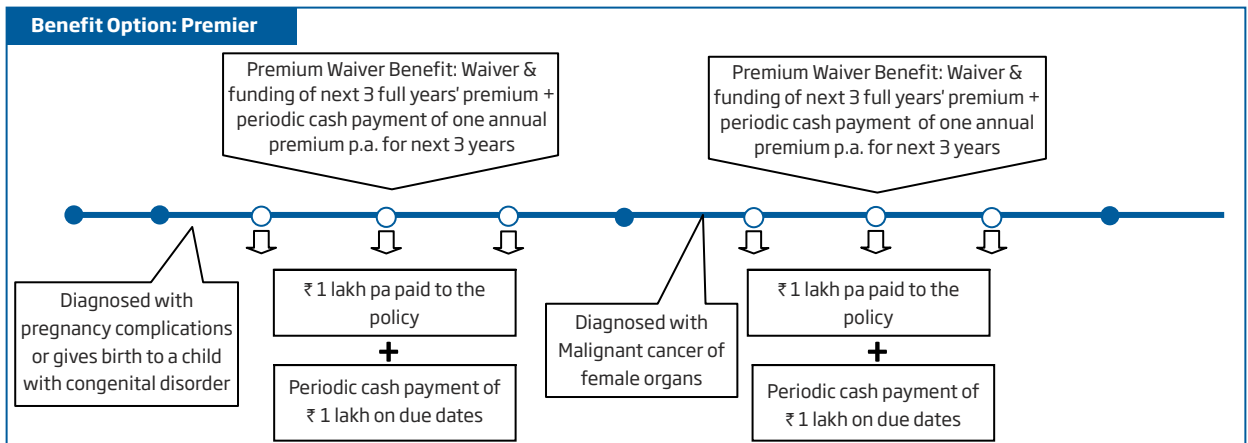 Benefit Option: Premier
Premium Waiver Benefit: Waiver &
funding of next 3 full years' premium +
periodic cash payment of one annual
premium p.a. for next 3 years
Premium Waiver Benefit: Waiver &
funding of next 3 full years' premium +
periodic cash payment of one annual
premium p.a. for next 3 years
Diagnosed with
pregnancy complications
or gives birth to a child
with congenital disorder
₹ 1 lakh pa paid to the
policy
+
Periodic cash payment of
₹ 1 lakh on due dates
Diagnosed with
Malignant cancer of
female organs
₹ 1 lakh pa paid to the
policy
+
Periodic cash payment of
₹ 1 lakh on due dates